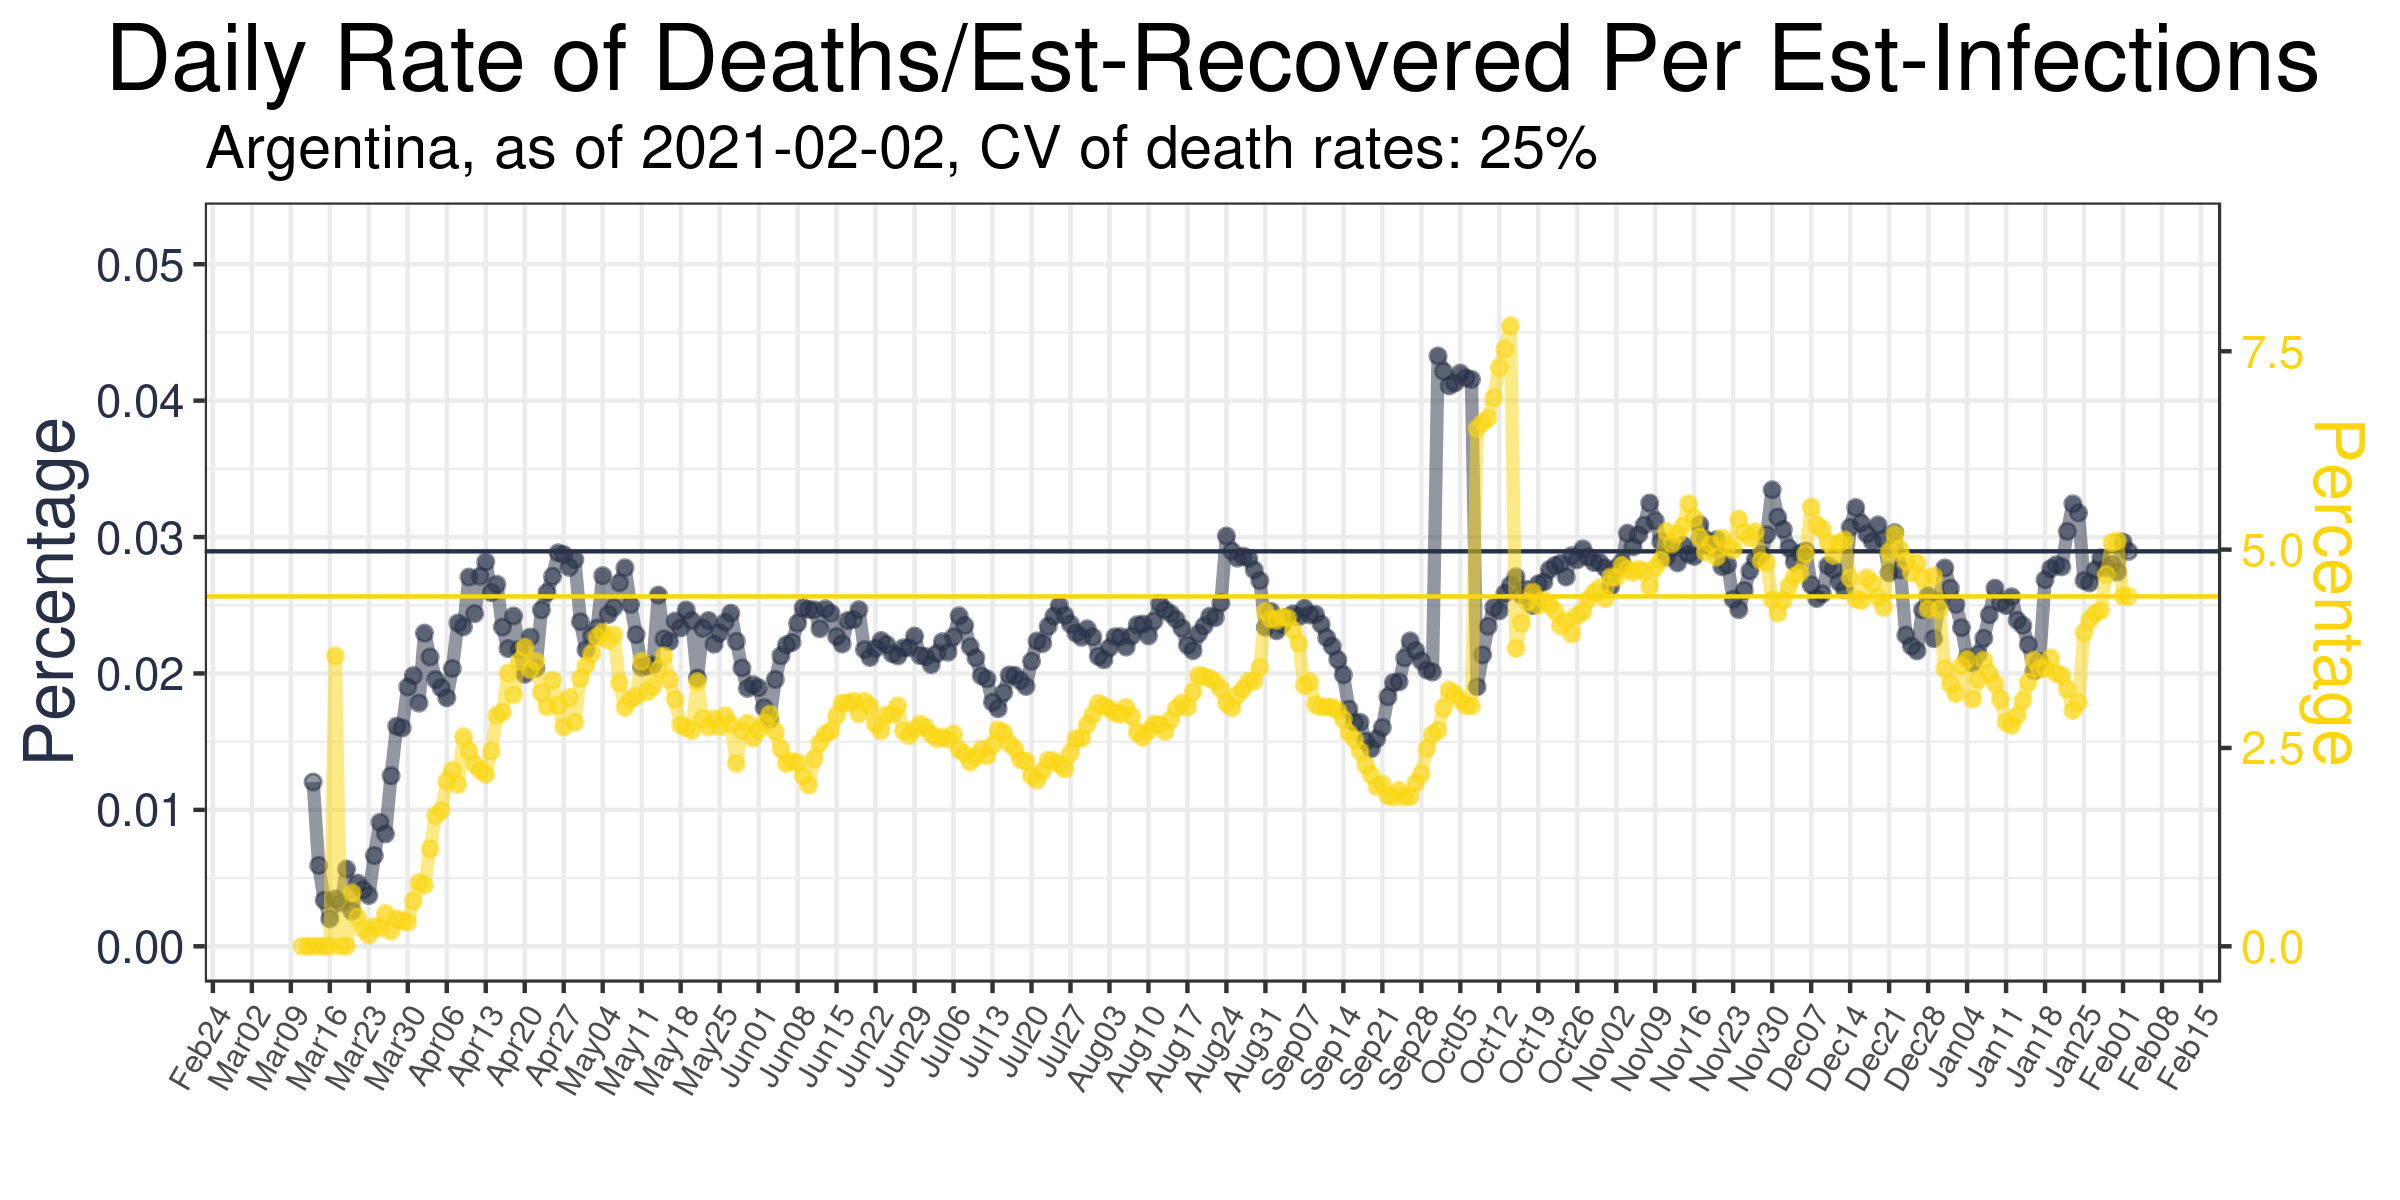 Daily Rate of Deaths/Est-Recovered Per Est-Infections
Argentina, as of 2021-02-02, CV of death rates: 25%
Percentage
0.05
0.04
0.03
0.02
0.01
0.00
7.5
5.0
2.5
0.0
Percentage
Feb24
Mar02
Mar09
Mar16
Mar23
Mar30
Apr06
Apr13
Apr20
Apr27
May04
May11
May18
May25
Jun01
Jun08
Jun15
Jun22
Jun29
Jul06
Jul13
Jul20
Jul27
Aug03
Aug10
Aug17
Aug24
Aug31
Sep07
Sep14
Sep21
Sep28
Oct05
Oct12
Oct19
Oct26
Nov02
Nov09
Nov16
Nov23
Nov30
Dec07
Dec14
Dec21
Dec28
Jan04
Jan11
Jan18
Jan25
Feb01
Feb08
Feb15